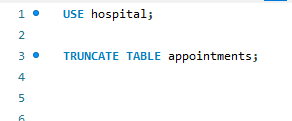 1 USE hospital;
2
3 TRUNCATE TABLE appointments;
4
5
6